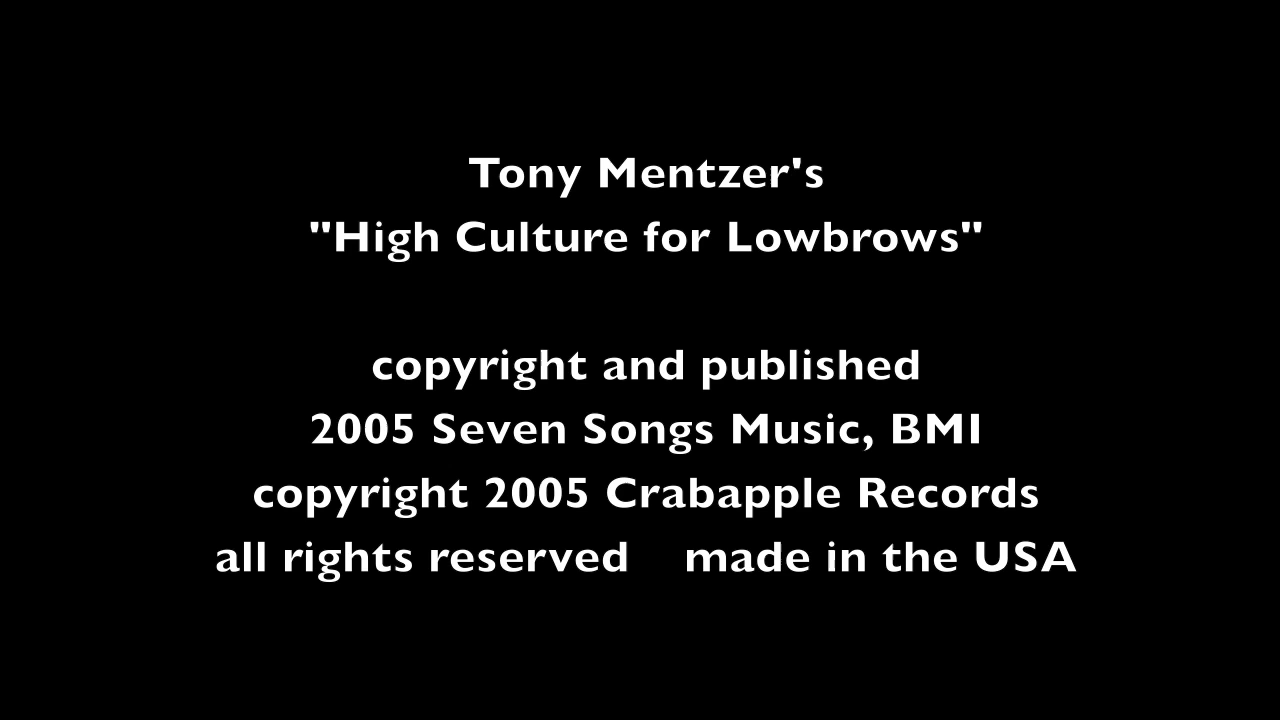 Tony Mentzer's
"High Culture for Lowbrows"
copyright and published
2005 Seven Songs Music, BMI
copyright 2005 Crabapple Records
all rights reserved    made in the USA